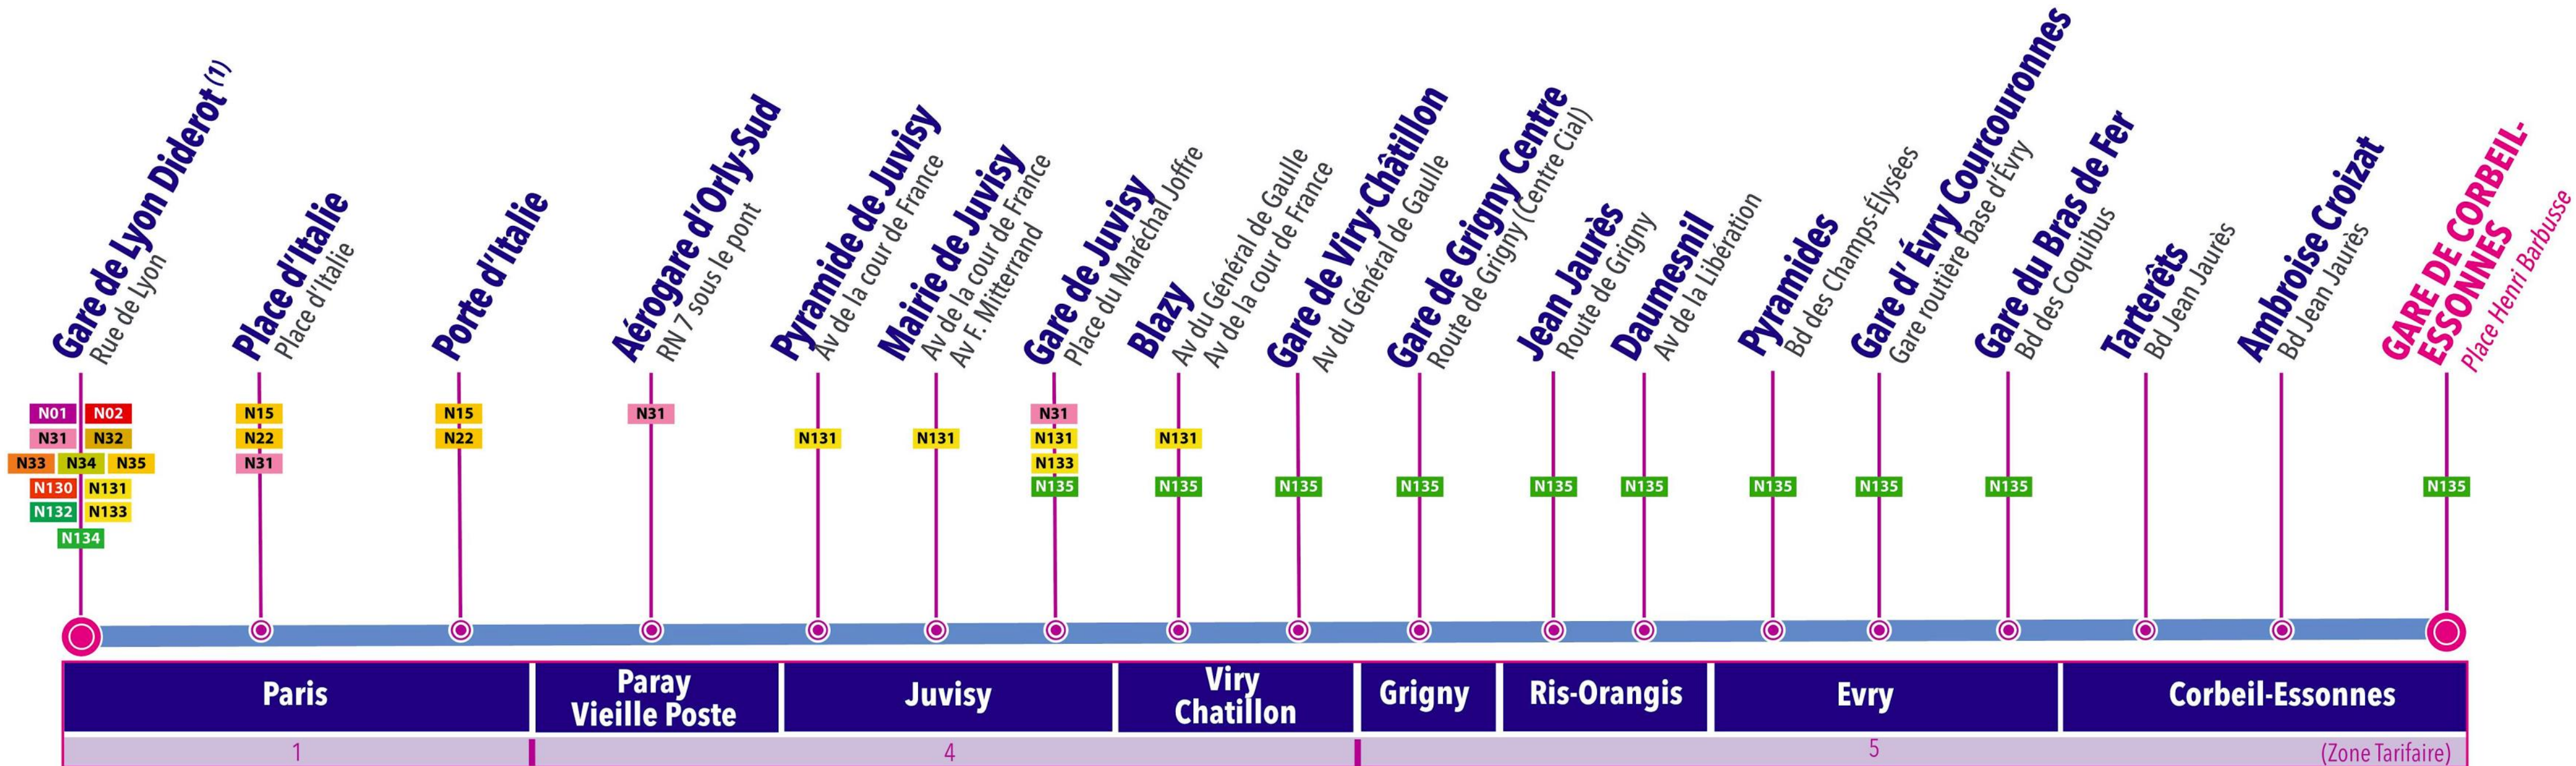 Gare de Lyon Diderot (1)
Rue de Lyon
Place d'Italie
Place d'Italie
Porte d'Italie
Aérogare d'Orly-Sud
RN 7 sous le pont
Pyramide de Juvisy
Av de la cour de France
Mairie de Juvisy
Av de la cour de France
Av F. Mitterrand
Gare de Juvisy
Place du Maréchal Joffre
Blazy
Av du Général de Gaulle
Av de la cour de France
Gare de Viry-Châtillon
Av du Général de Gaulle
Gare de Grigny Centre
Route de Grigny (Centre Cial)
Jean Jaurès
Route de Grigny
Daumesnil
Av de la Libération
Pyramides
Bd des Champs-Élysées
Gare d' Évry Courcouronnes
Gare routière base d'Évry
Gare du Bras de Fer
Bd des Coquibus
Tarterêts
Bd Jean Jaurès
Ambroise Croizat
Bd Jean Jaurès
GARE DE CORBEIL-
ESSONNES
Place Henri Barbusse
N01 N02
N31 N32
N33 N34 N35
N130 N131
N132 N133
N134
N15
N22
N31
N15
N22
N31
N131
N131
N31
N131
N133
N135
N131
N135
N135
N135
N135
N135
N135
N135
N135
N135
Paris
Paray
Vieille Poste
Juvisy
Viry
Chatillon
Grigny
Ris-Orangis
Evry
Corbeil-Essonnes
1
4
5
(Zone Tarifaire)